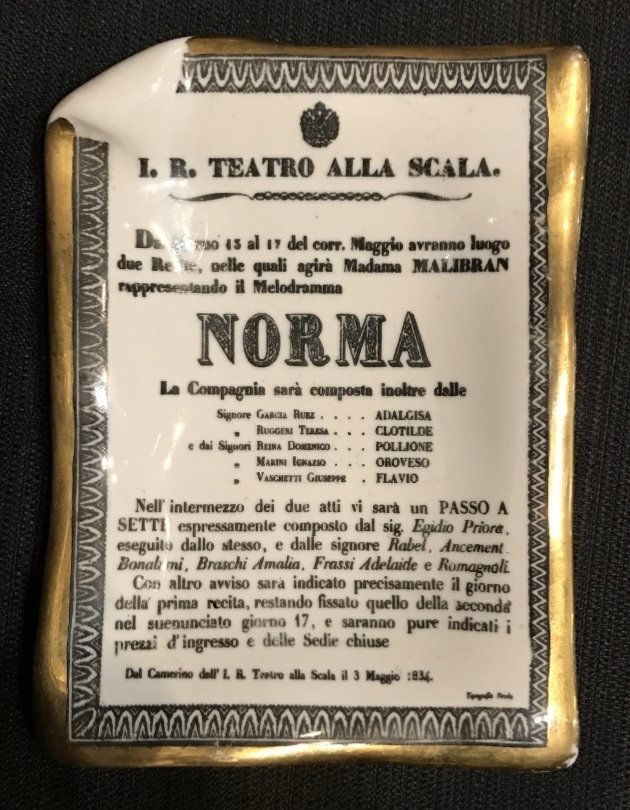 I. R. TEATRO ALLA SCALA.
Dal giorno 13 al 17 del corr. Maggio avranno luogo
due Recite, nelle quali agirà Madama MALIBRAN
rappresentando il Melodramma
NORMA
La Compagnia sarà composta inoltre dalle
Signore GARCIA RUEZ . . . . ADALGISA
„ RUGGESI TERESA . . . CLOTILDE
e dai Signori REINA DOMENICO . . . POLLIONE
„ MARINI IGNAZIO . . . OROVESO
„ VASCHETTI GIUSEPPE . FLAVIO
Nell' intermezzo dei due atti vi sarà un PASSO A
SETTE espressamente composto dal sig. Egidio Priora,
eseguito dallo stesso, e dalle signore Rabel, Ancement
Braschi Amalia, Frassi Adelaide e Romagnoli.
Con altro avviso sarà indicato precisamente il giorno
della prima recita, restando fissato quello della seconda
nel suenunciato giorno 17, e saranno pure indicati i
prezzi d'ingresso e delle Sedie chiuse
Dal Camerino dell' I. R. Teatro alla Scala il 3 Maggio 1834.
Tipografia